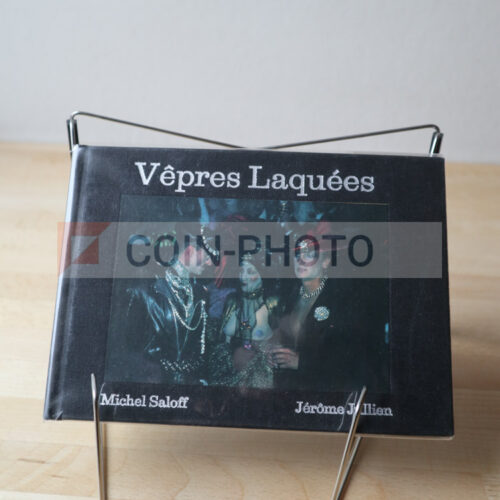 Vêpres Laquées
COIN-PHOTO
Michel Saloff
Jérôme Jullien